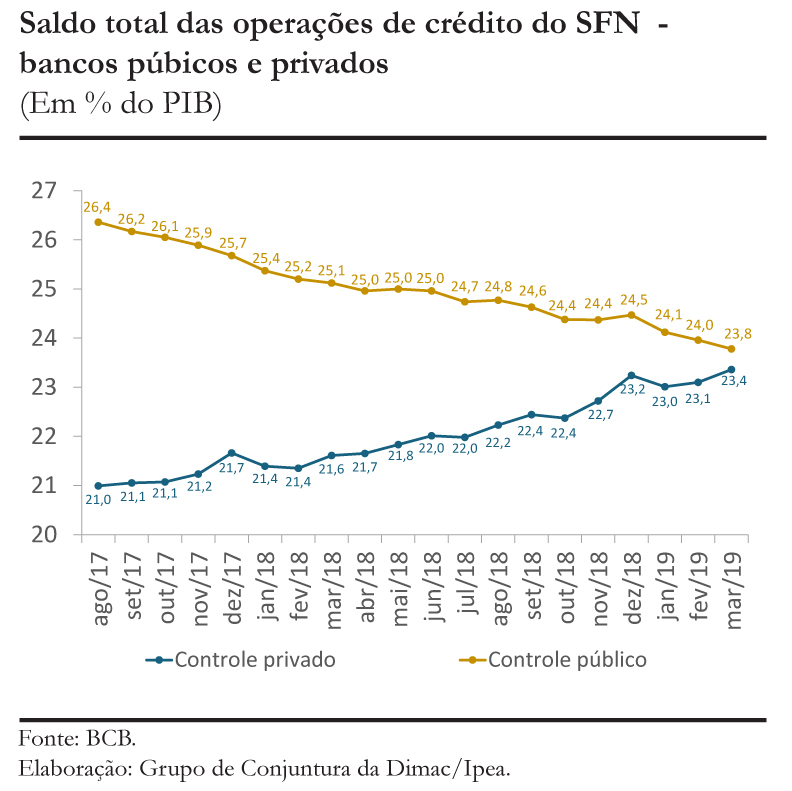 Saldo total das operações de crédito do SFN -
bancos púbicos e privados
(Em % do PIB)
27
26
25
24
23
22
21
20
26,4
26,2
26,1
25,9
25,7
25,4
25,2
25,1
25,0
25,0
25,0
24,7
24,8
24,6
24,4
24,4
24,5
24,1
24,0
23,8
21,0
21,1
21,1
21,2
21,7
21,4
21,4
21,6
21,7
21,8
22,0
22,0
22,2
22,4
22,4
22,7
23,2
23,0
23,1
23,4
ago/17
set/17
out/17
nov/17
dez/17
jan/18
fev/18
mar/18
abr/18
mai/18
jun/18
jul/18
ago/18
set/18
out/18
nov/18
dez/18
jan/19
fev/19
mar/19
Controle privado
Controle público
Fonte: BCB.
Elaboração: Grupo de Conjuntura da Dimac/Ipea.